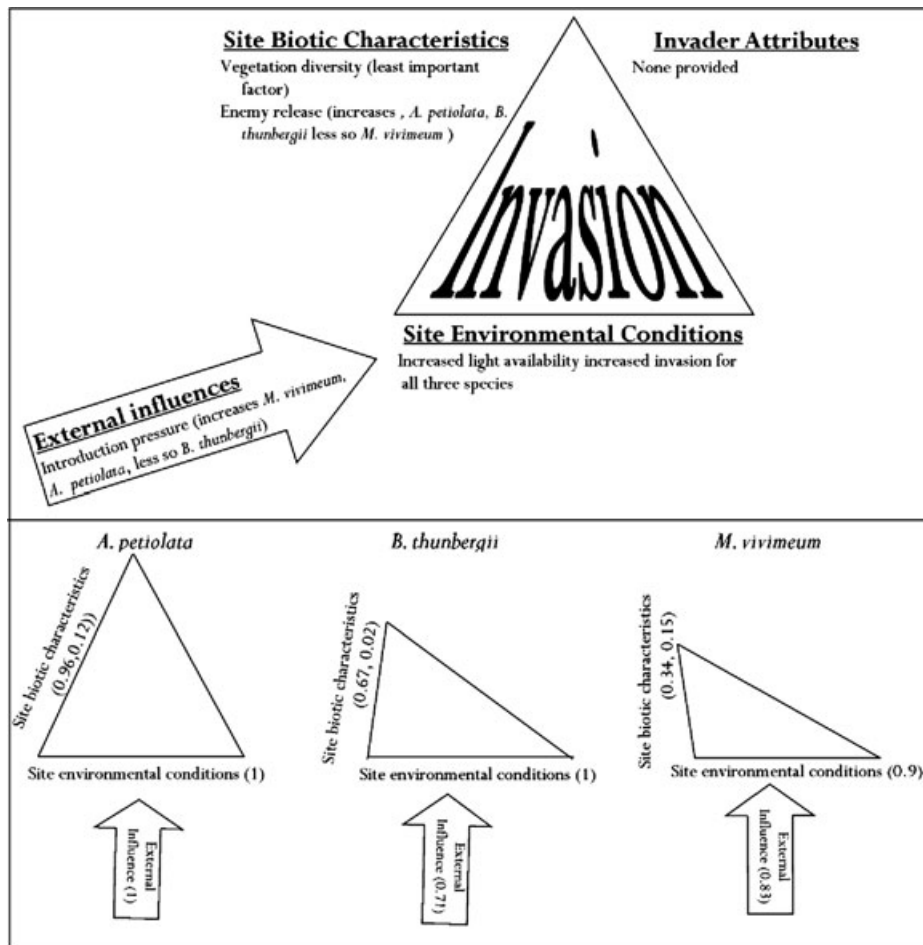 Site Biotic Characteristics
Vegetation diversity (least important
factor)
Enemy release (increases , A. petiolata, B.
thunbergii less so M. vivimeum )
Invader Attributes
None provided
Invasion
Site Environmental Conditions
Increased light availability increased invasion for
all three species
External influences
Introduction pressure (increases M. vivimeum,
A. petiolata, less so B. thunbergii)
A. petiolata
Site biotic characteristics
(0.96,0.12))
Site environmental conditions (1)
External
Influence (1)
B. thunbergii
Site biotic characteristics
(0.67, 0.02)
Site environmental conditions (1)
External
Influence (0.71)
M. vivimeum
Site biotic characteristics
(0.34, 0.15)
Site environmental conditions (0.9)
External
Influence (0.83)